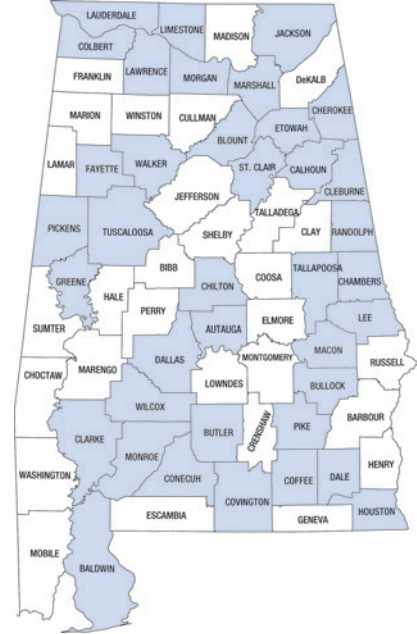 LAUDERDALE
LIMESTONE
MADISON
JACKSON
COLBERT
FRANKLIN
LAWRENCE
MORGAN
MARSHALL
DeKALB
CHEROKEE
MARION
WINSTON
CULLMAN
ETOWAH
BLOUNT
LAMAR
FAYETTE
WALKER
ST. CLAIR
CALHOUN
CLEBURNE
JEFFERSON
TALLADEGA
PICKENS
TUSCALOOSA
SHELBY
CLAY
RANDOLPH
BIBB
COOSA
TALLAPOOSA
CHAMBERS
GREENE
HALE
CHILTON
PERRY
ELMORE
LEE
SUMTER
AUTAUGA
MACON
DALLAS
MONTGOMERY
RUSSELL
CHOCTAW
MARENGO
LOWNDES
BULLOCK
WILCOX
BARBOUR
CLARKE
BUTLER
CRENSHAW
PIKE
MONROE
WASHINGTON
CONECUH
COFFEE
DALE
HENRY
COVINGTON
ESCAMBIA
GENEVA
HOUSTON
MOBILE
BALDWIN